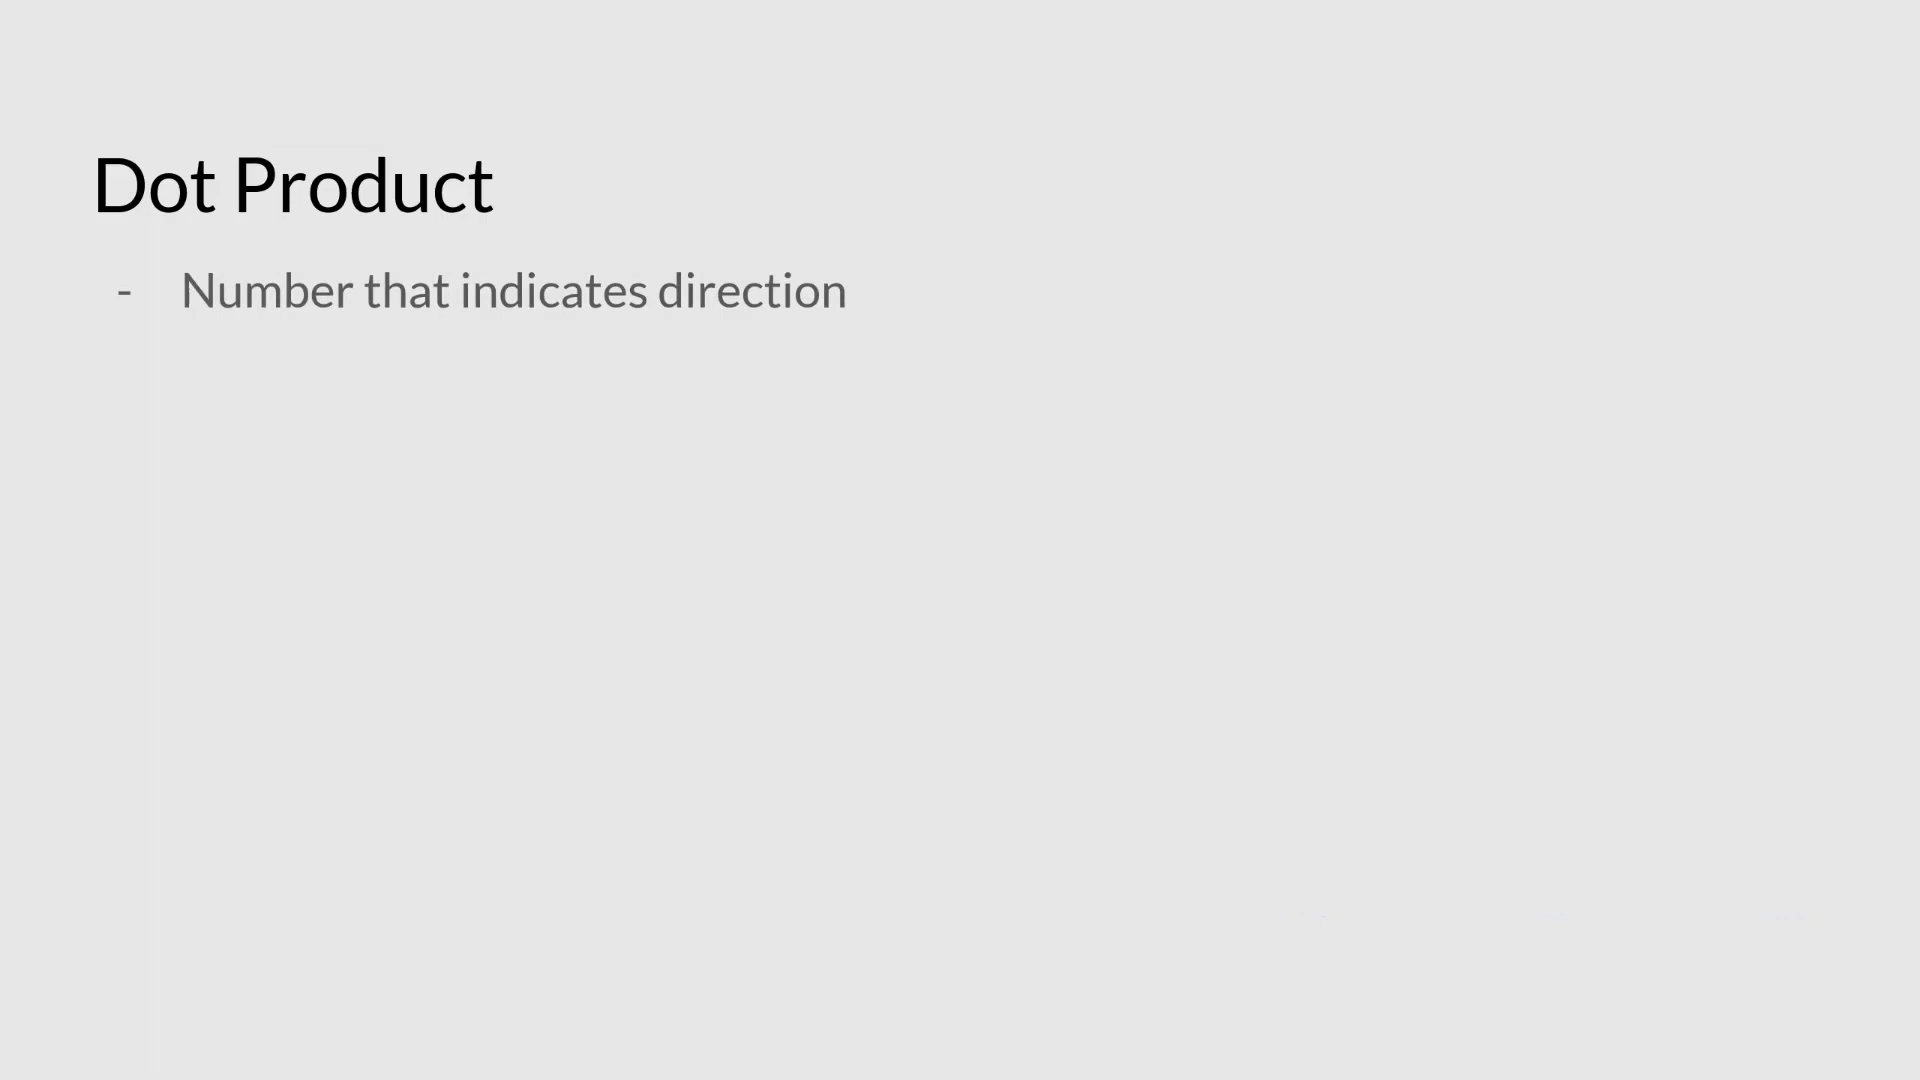 Dot Product
- Number that indicates direction